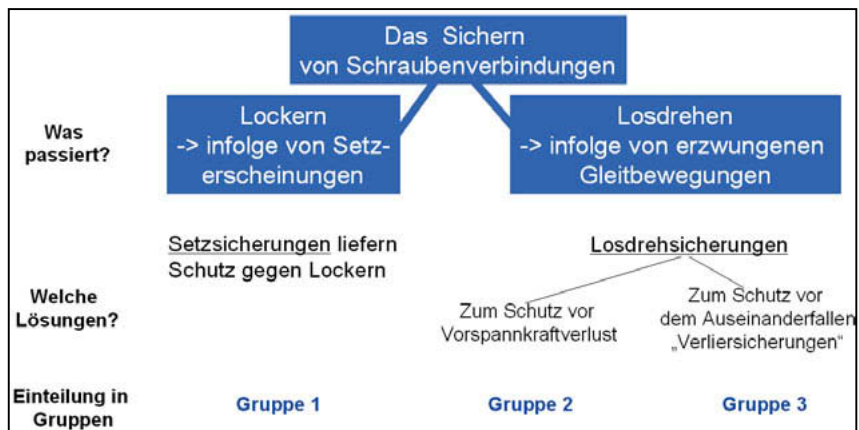 Das Sichern
von Schraubenverbindungen
Was
passiert?
Lockern
-> infolge von Setz-
erscheinungen
Losdrehen
-> infolge von erzwungenen
Gleitbewegungen
Welche
Lösungen?
Setzsicherungen liefern
Schutz gegen Lockern
Losdrehsicherungen
Zum Schutz vor
Vorspannkraftverlust
Zum Schutz vor
dem Auseinanderfallen
„Verliersicherungen“
Einteilung in
Gruppen
Gruppe 1
Gruppe 2
Gruppe 3